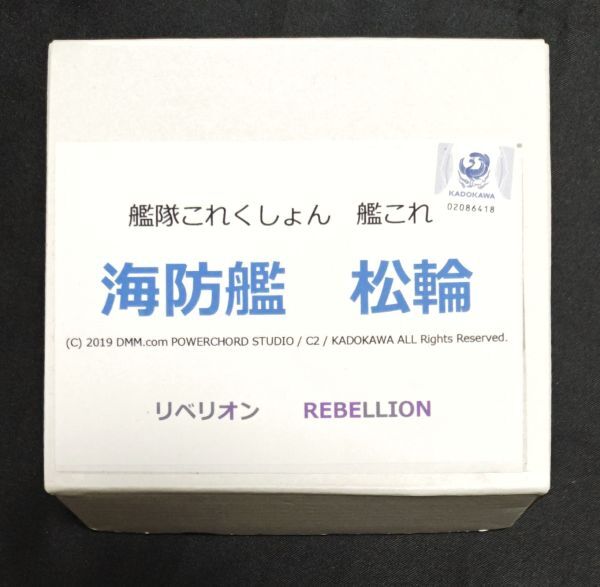 KADOKAWA
02086418
艦隊これくしょん　艦これ
海防艦　松輪
(C) 2019 DMM.com POWERCHORD STUDIO / C2 / KADOKAWA ALL Rights Reserved.
リベリオン　REBELLION